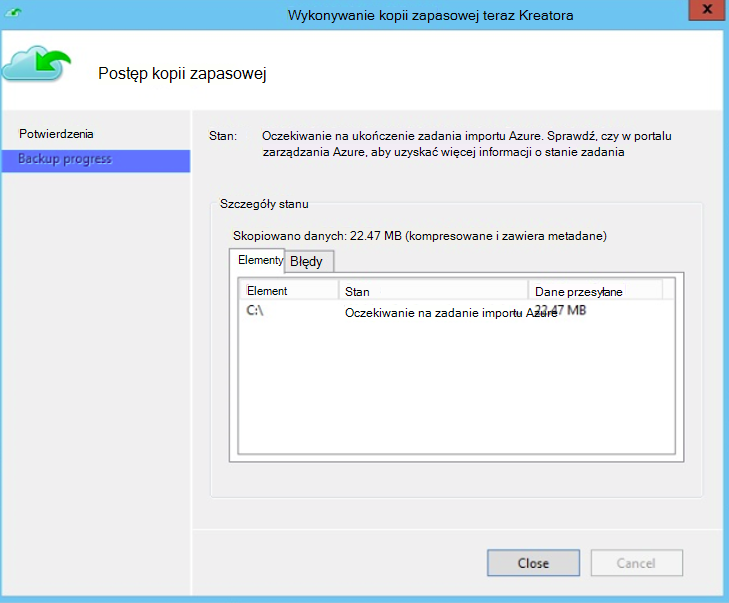 Wykonywanie kopii zapasowej teraz Kreatora
x
Postęp kopii zapasowej
Potwierdzenia
Backup progress
Stan: Oczekiwanie na ukończenie zadania importu Azure. Sprawdź, czy w portalu
zarządzania Azure, aby uzyskać więcej informacji o stanie zadania
Szczegóły stanu
Skopiowano danych: 22.47 MB (kompresowane i zawiera metadane)
Elementy Błędy
Element Stan Dane przesyłane
C:\ Oczekiwanie na zadanie importu Azure 22.47 MB
Close Cancel